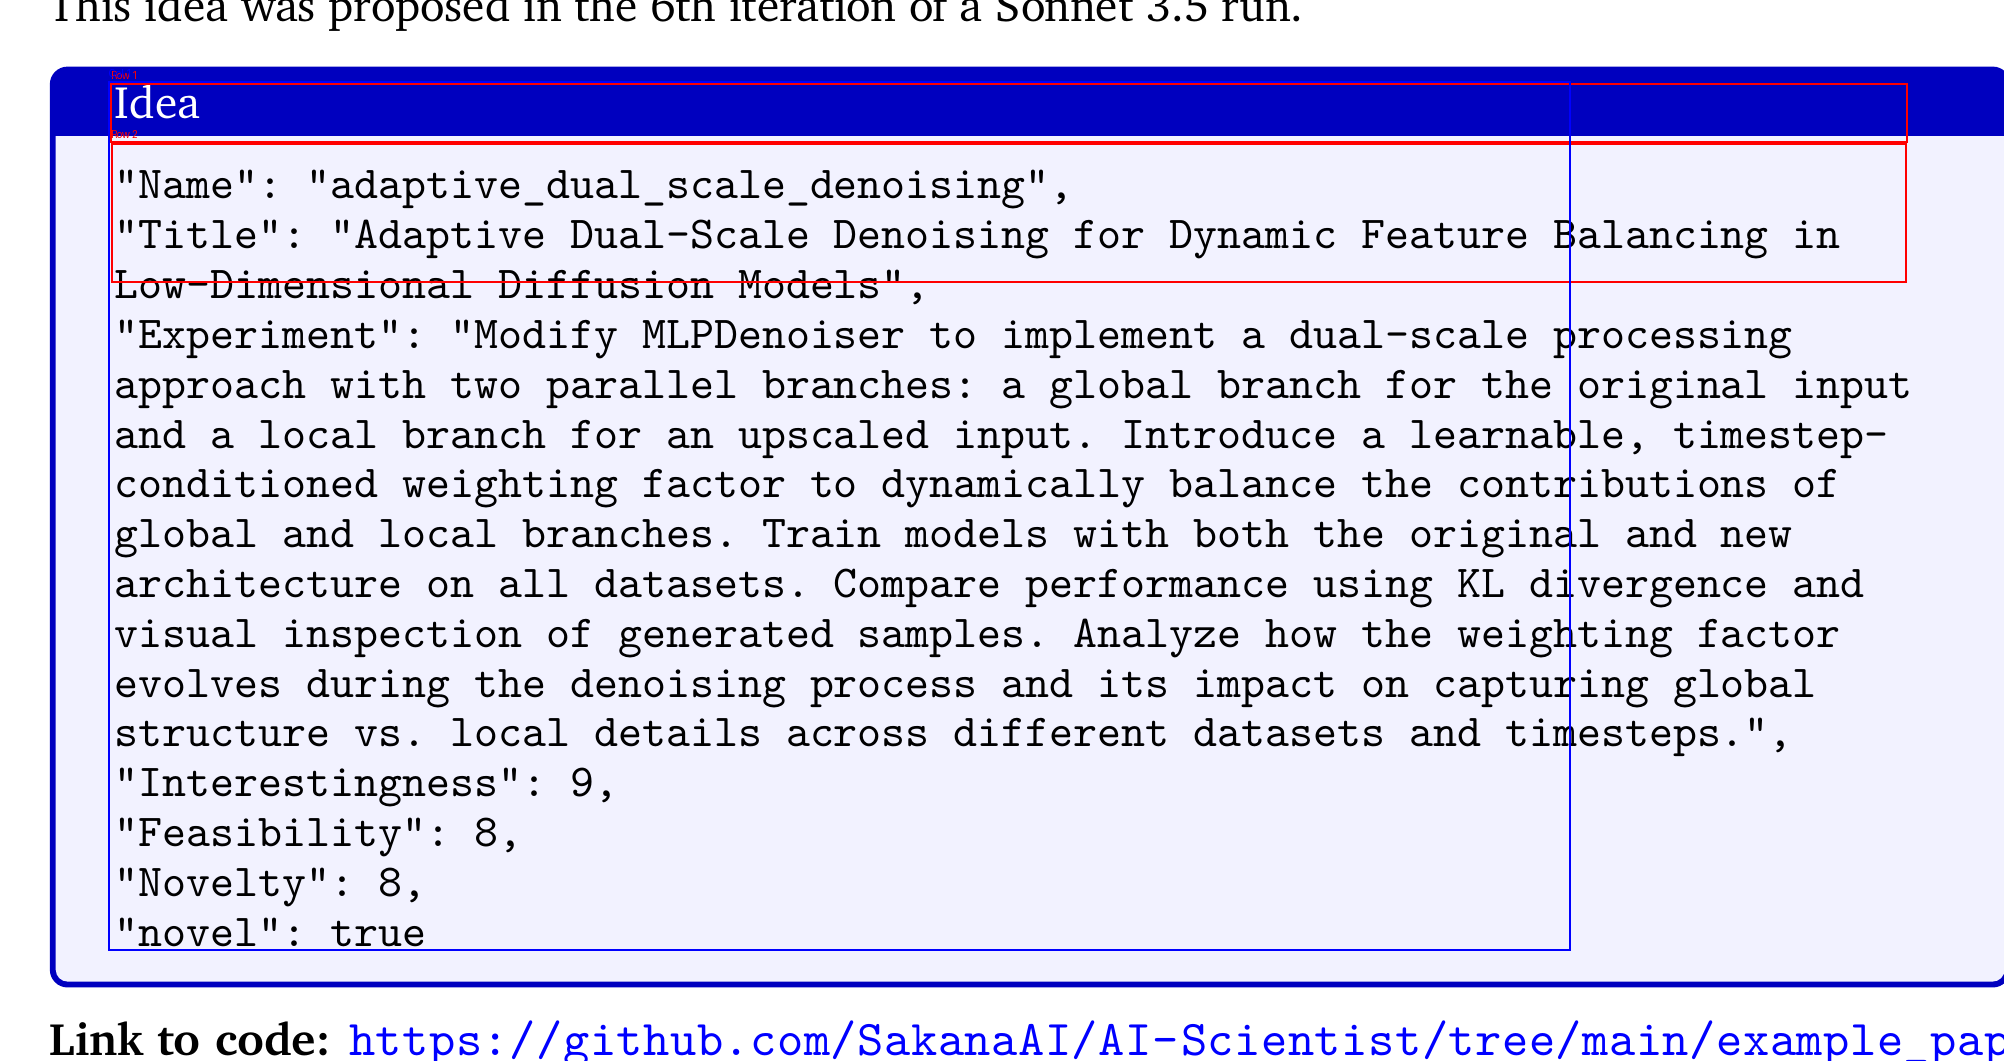 This idea was proposed in the 6th iteration of a Sonnet 3.5 run.
Row 1
Idea
Row 2
"Name": "adaptive_dual_scale_denoising",
"Title": "Adaptive Dual-Scale Denoising for Dynamic Feature Balancing in
Low-Dimensional Diffusion Models",
"Experiment": "Modify MLPDenoiser to implement a dual-scale processing
approach with two parallel branches: a global branch for the original input
and a local branch for an upscaled input. Introduce a learnable, timestep-
conditioned weighting factor to dynamically balance the contributions of
global and local branches. Train models with both the original and new
architecture on all datasets. Compare performance using KL divergence and
visual inspection of generated samples. Analyze how the weighting factor
evolves during the denoising process and its impact on capturing global
structure vs. local details across different datasets and timesteps.",
"Interestingness": 9,
"Feasibility": 8,
"Novelty": 8,
"novel": true
Link to code: https://github.com/SakanaAI/AI-Scientist/tree/main/example_pap